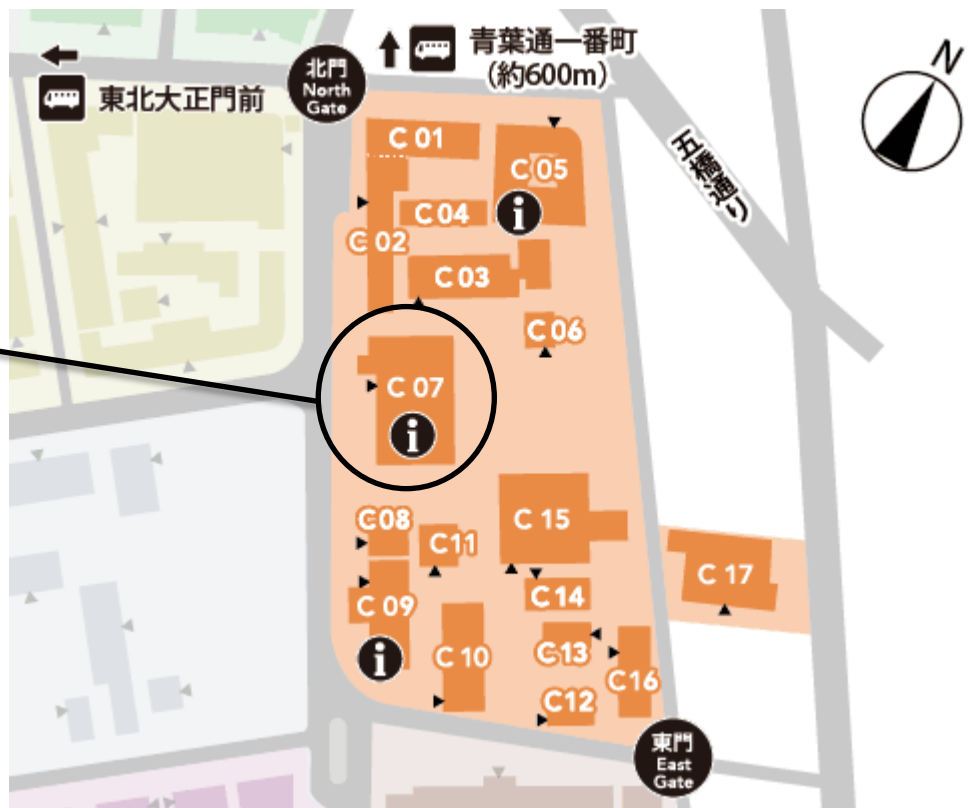 青葉通一番町
(約600m)
東北大正門前
北門
North
Gate
N
五橋通り
C 01
C 05
i
C 04
C 02
C 03
C 06
C 07
i
C 08
C 11
C 15
C 17
C 14
C 09
i
C 10
C 13
C 16
C 12
東門
East
Gate